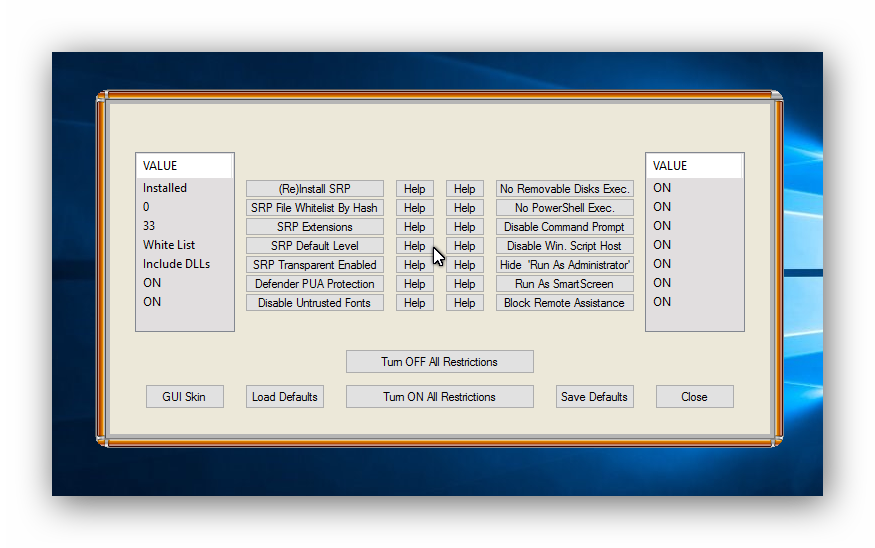 VALUE VALUE
Installed (Re)Install SRP Help Help No Removable Disks Exec. ON
0 SRP File Whitelist By Hash Help Help No PowerShell Exec. ON
33 SRP Extensions Help Help Disable Command Prompt ON
White List SRP Default Level Help Help Disable Win. Script Host ON
Include DLLs SRP Transparent Enabled Help Help Hide 'Run As Administrator' ON
ON Defender PUA Protection Help Help Run As SmartScreen ON
ON Disable Untrusted Fonts Help Help Block Remote Assistance ON
Turn OFF All Restrictions
GUI Skin Load Defaults Turn ON All Restrictions Save Defaults Close